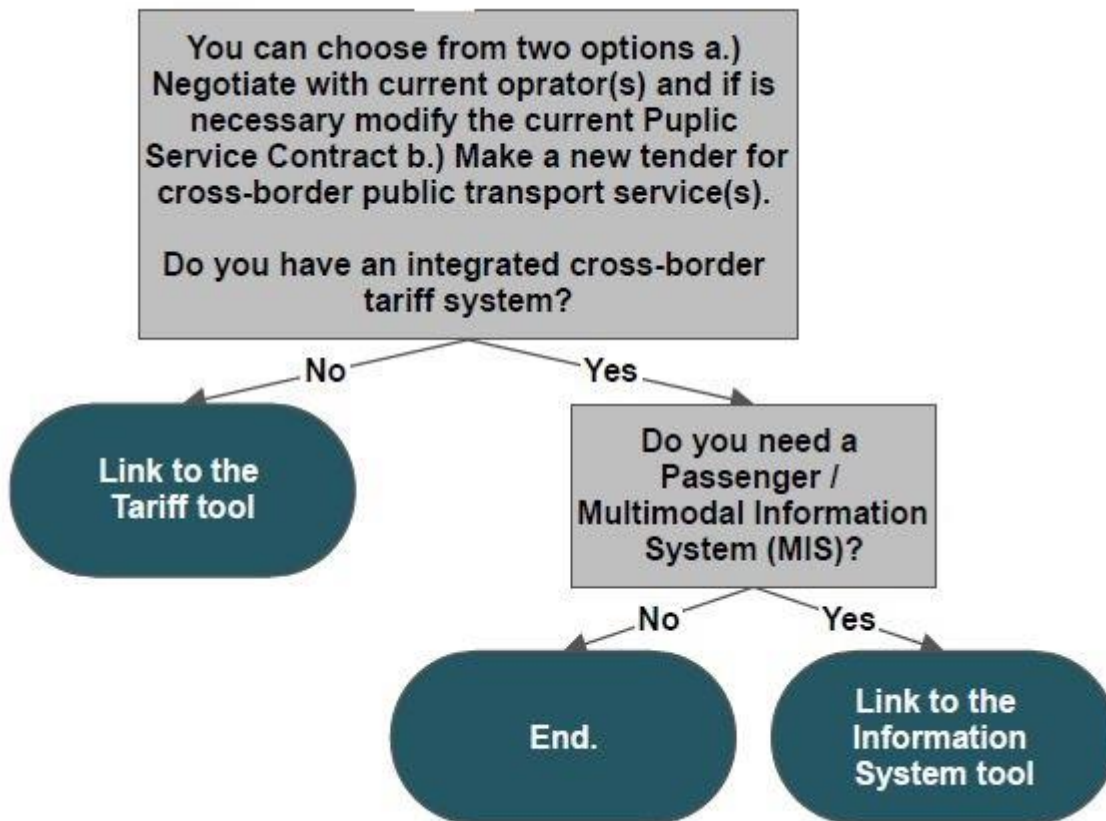 You can choose from two options a.)
Negotiate with current oprator(s) and if is
necessary modify the current Puplic
Service Contract b.) Make a new tender for
cross-border public transport service(s).
Do you have an integrated cross-border
tariff system?
No
Yes
Link to the
Tariff tool
Do you need a
Passenger /
Multimodal Information
System (MIS)?
No
Yes
End.
Link to the
Information
System tool